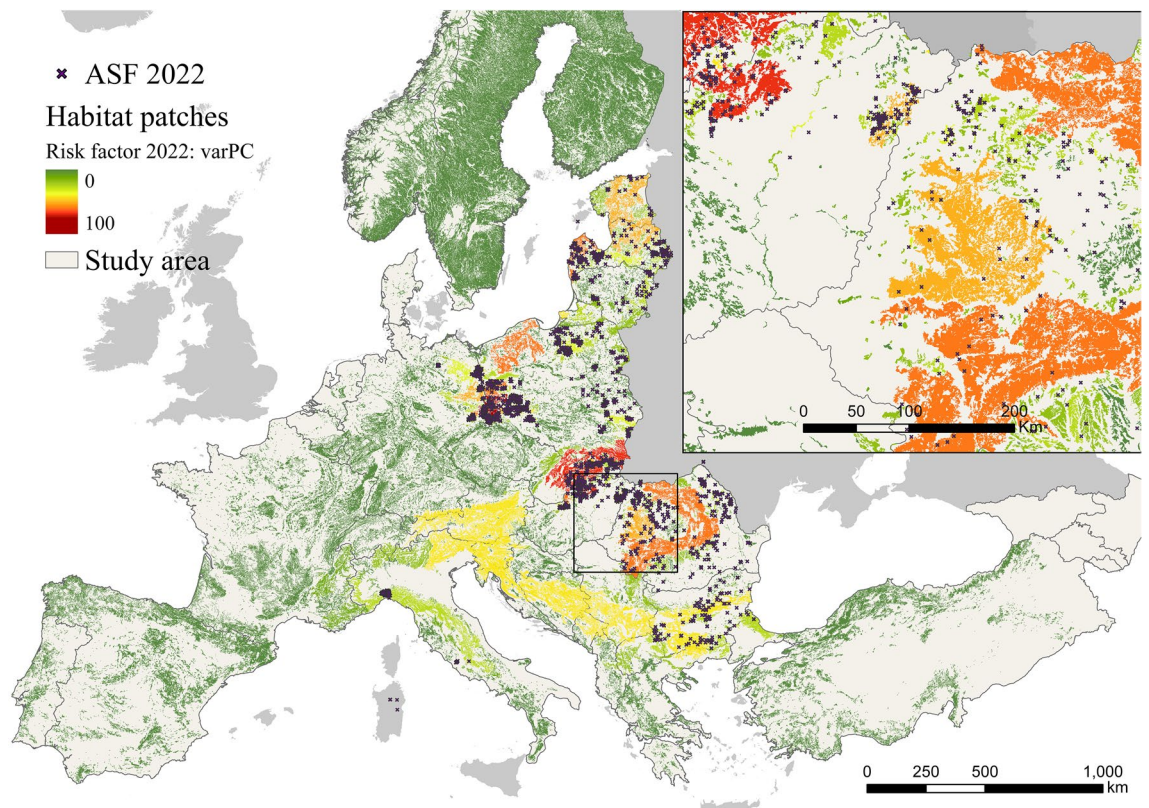 ASF 2022
Habitat patches
Risk factor 2022: varPC
0
100
Study area
0 50 100 200
Km
0 250 500 1,000
km